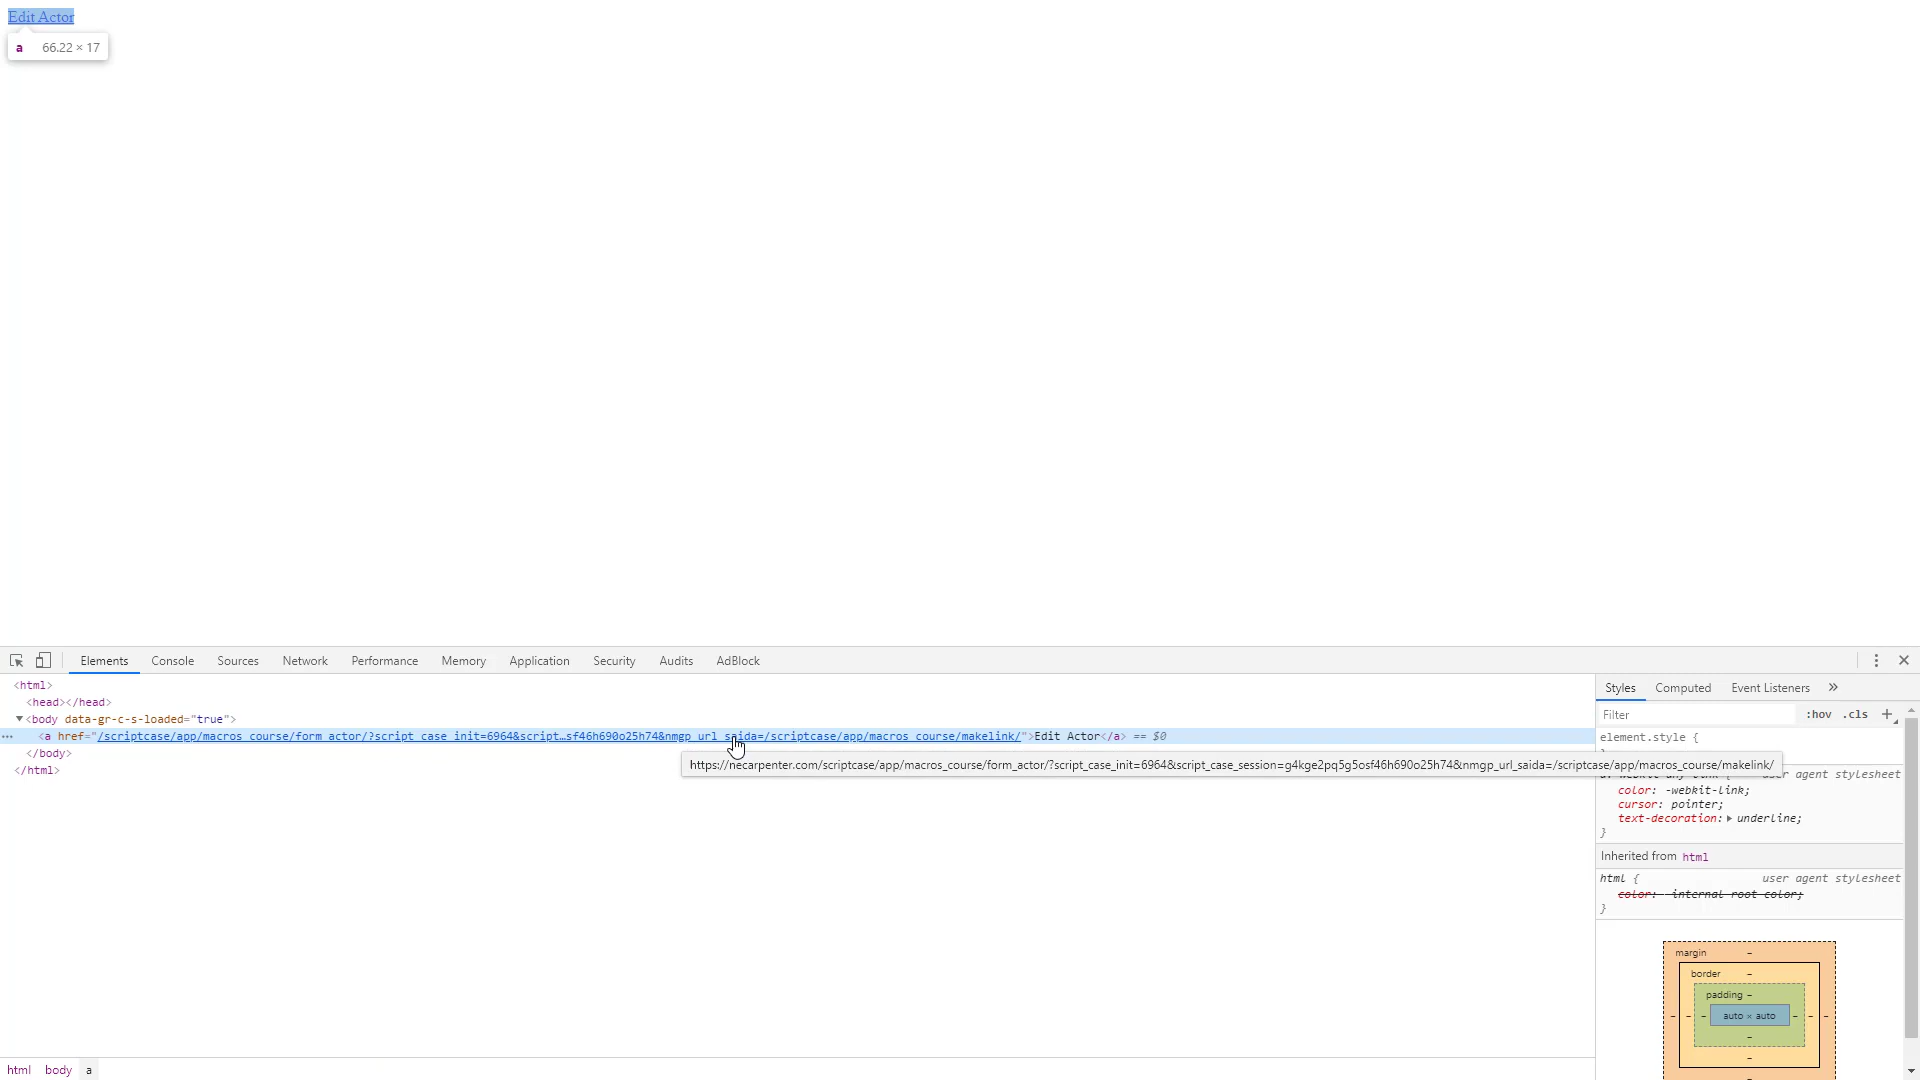 Edit Actor
a 66.22 × 17
Elements Console Sources Network Performance Memory Application Security Audits AdBlock
<html>
<head></head>
▼<body data-gr-c-s-loaded="true">
<a href="/scriptcase/app/macros_course/form_actor/?script_case_init=6964&script…sf46h690o25h74&nmgp_url_saida=/scriptcase/app/macros_course/makelink/">Edit Actor</a> == $0
</body>
</html>
https://necarpenter.com/scriptcase/app/macros_course/form_actor/?script_case_init=6964&script_case_session=g4kge2pq5g5osf46h690o25h74&nmgp_url_saida=/scriptcase/app/macros_course/makelink/
Styles Computed Event Listeners »
Filter :hov .cls +
element.style {
user agent stylesheet
color: -webkit-link;
cursor: pointer;
text-decoration:▶ underline;
}
Inherited from html
html { user agent stylesheet
color: -internal-root-color;
}
margin –
border –
padding –
– – – auto × auto – – –
–
–
–
html body a